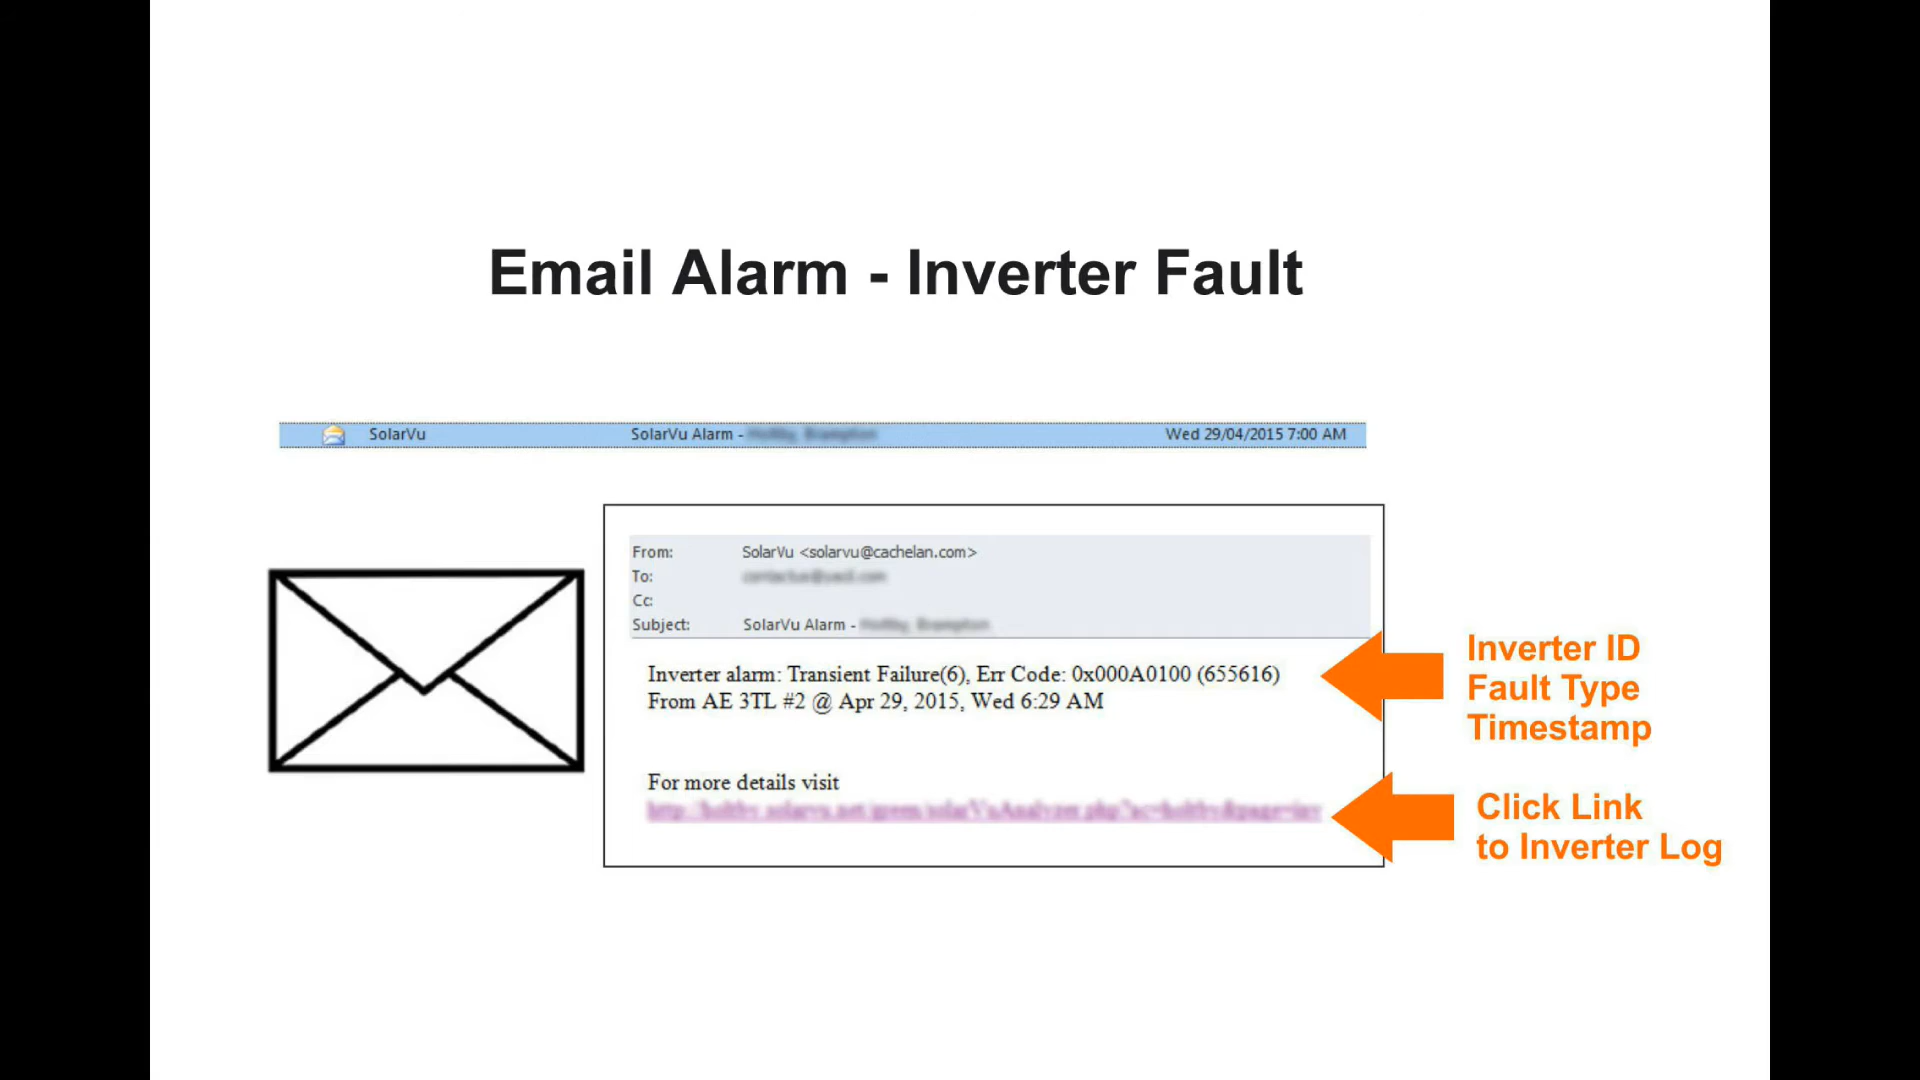 Email Alarm - Inverter Fault
SolarVu SolarVu Alarm - Wed 29/04/2015 7:00 AM
From: SolarVu <solarvu@cachelan.com>
To:
Cc:
Subject: SolarVu Alarm -
Inverter alarm: Transient Failure(6), Err Code: 0x000A0100 (655616)
From AE 3TL #2 @ Apr 29, 2015, Wed 6:29 AM
For more details visit
Inverter ID
Fault Type
Timestamp
Click Link
to Inverter Log